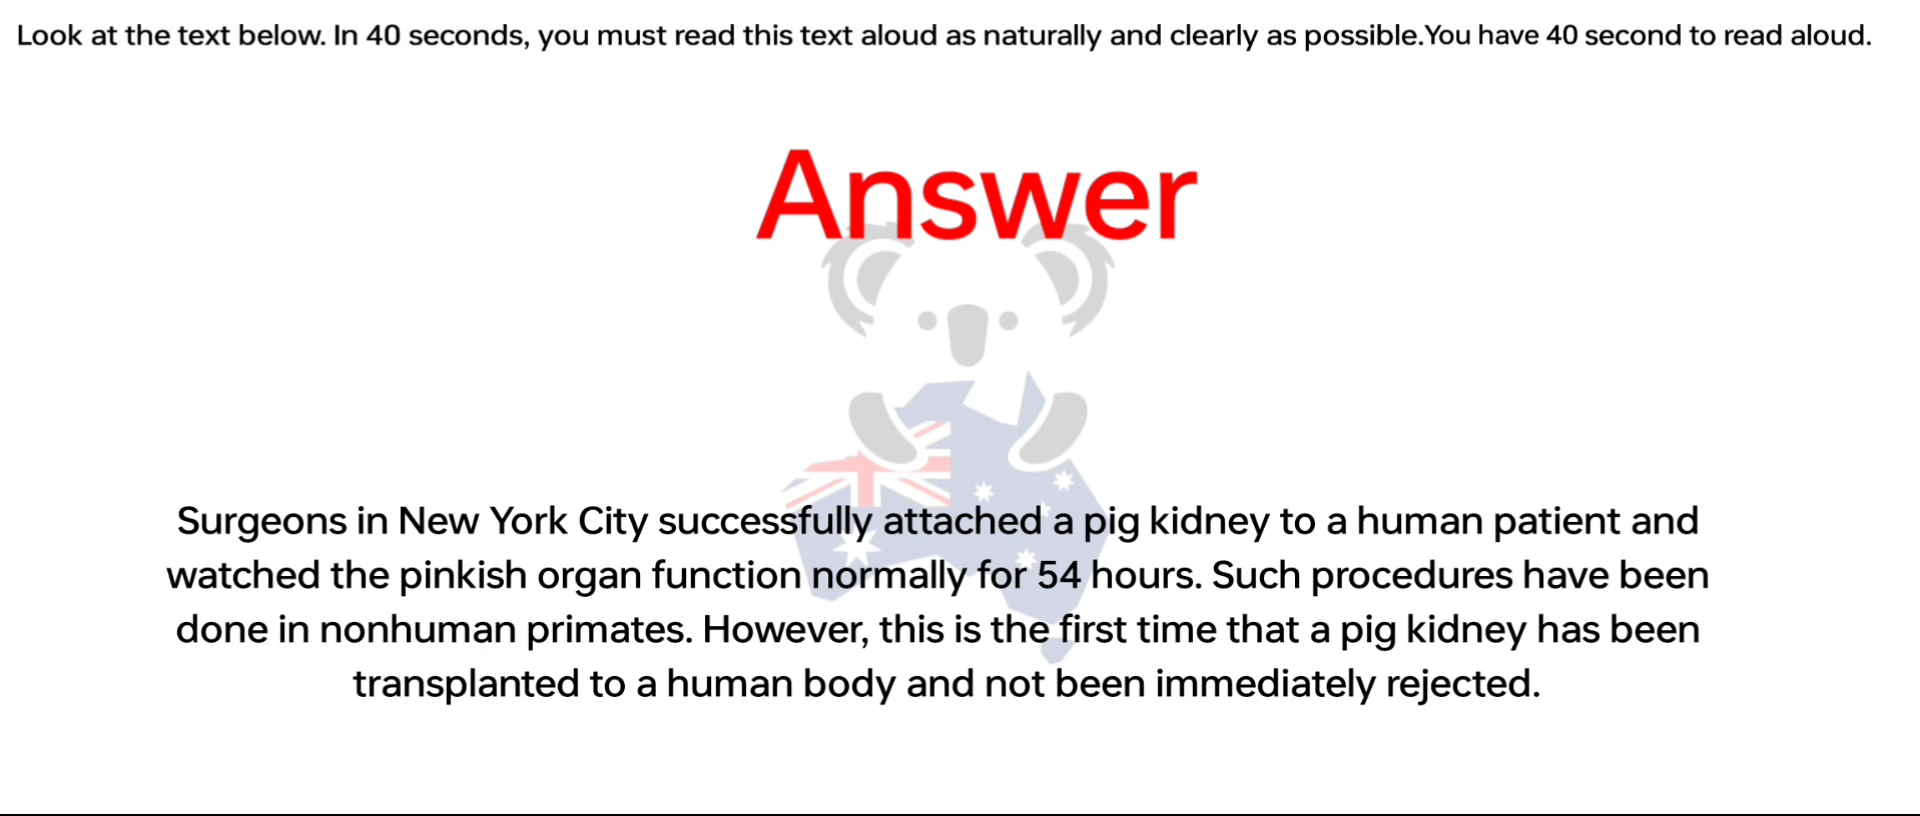 Look at the text below. In 40 seconds, you must read this text aloud as naturally and clearly as possible.You have 40 second to read aloud.
Answer
Surgeons in New York City successfully attached a pig kidney to a human patient and
watched the pinkish organ function normally for 54 hours. Such procedures have been
done in nonhuman primates. However, this is the first time that a pig kidney has been
transplanted to a human body and not been immediately rejected.